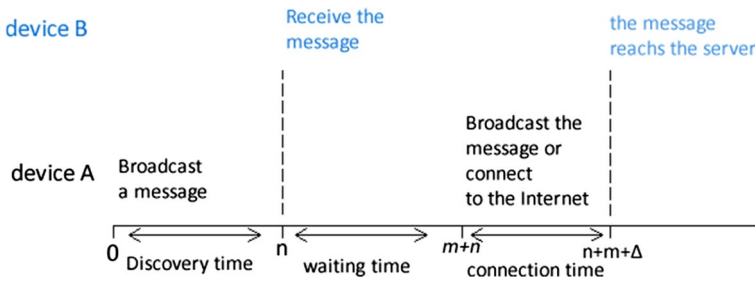 device B
Receive the
message
the message
reachs the server
device A
Broadcast
a message
Broadcast the
message or
connect
to the Internet
0
n
m+n
n+m+Δ
Discovery time
waiting time
connection time